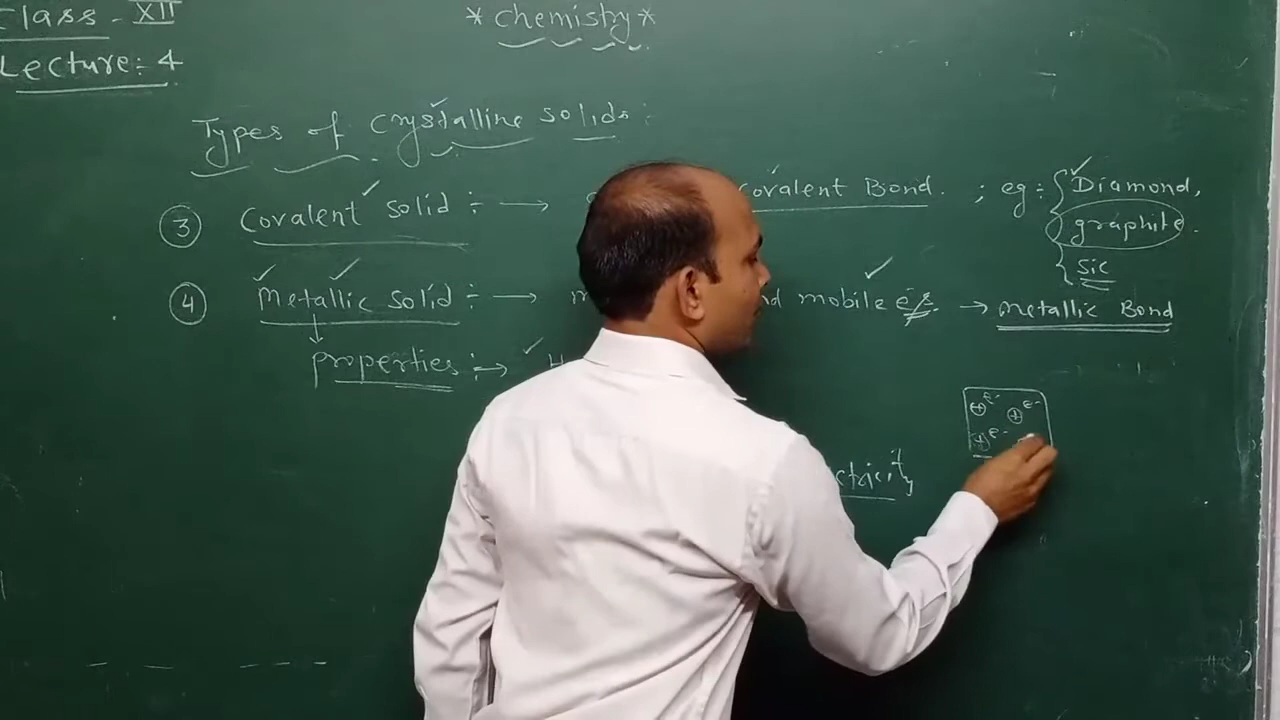 Class - XII
* Chemistry *
Lecture:- 4
Types of Crystalline Solids :
③ Covalent Solid :- → Covalent Bond. ; eg :- { Diamond,
graphite.
SiC
④ Metallic Solid :- → mobile e's → Metallic Bond
properties :- →
e-
+ + e-
+ e-